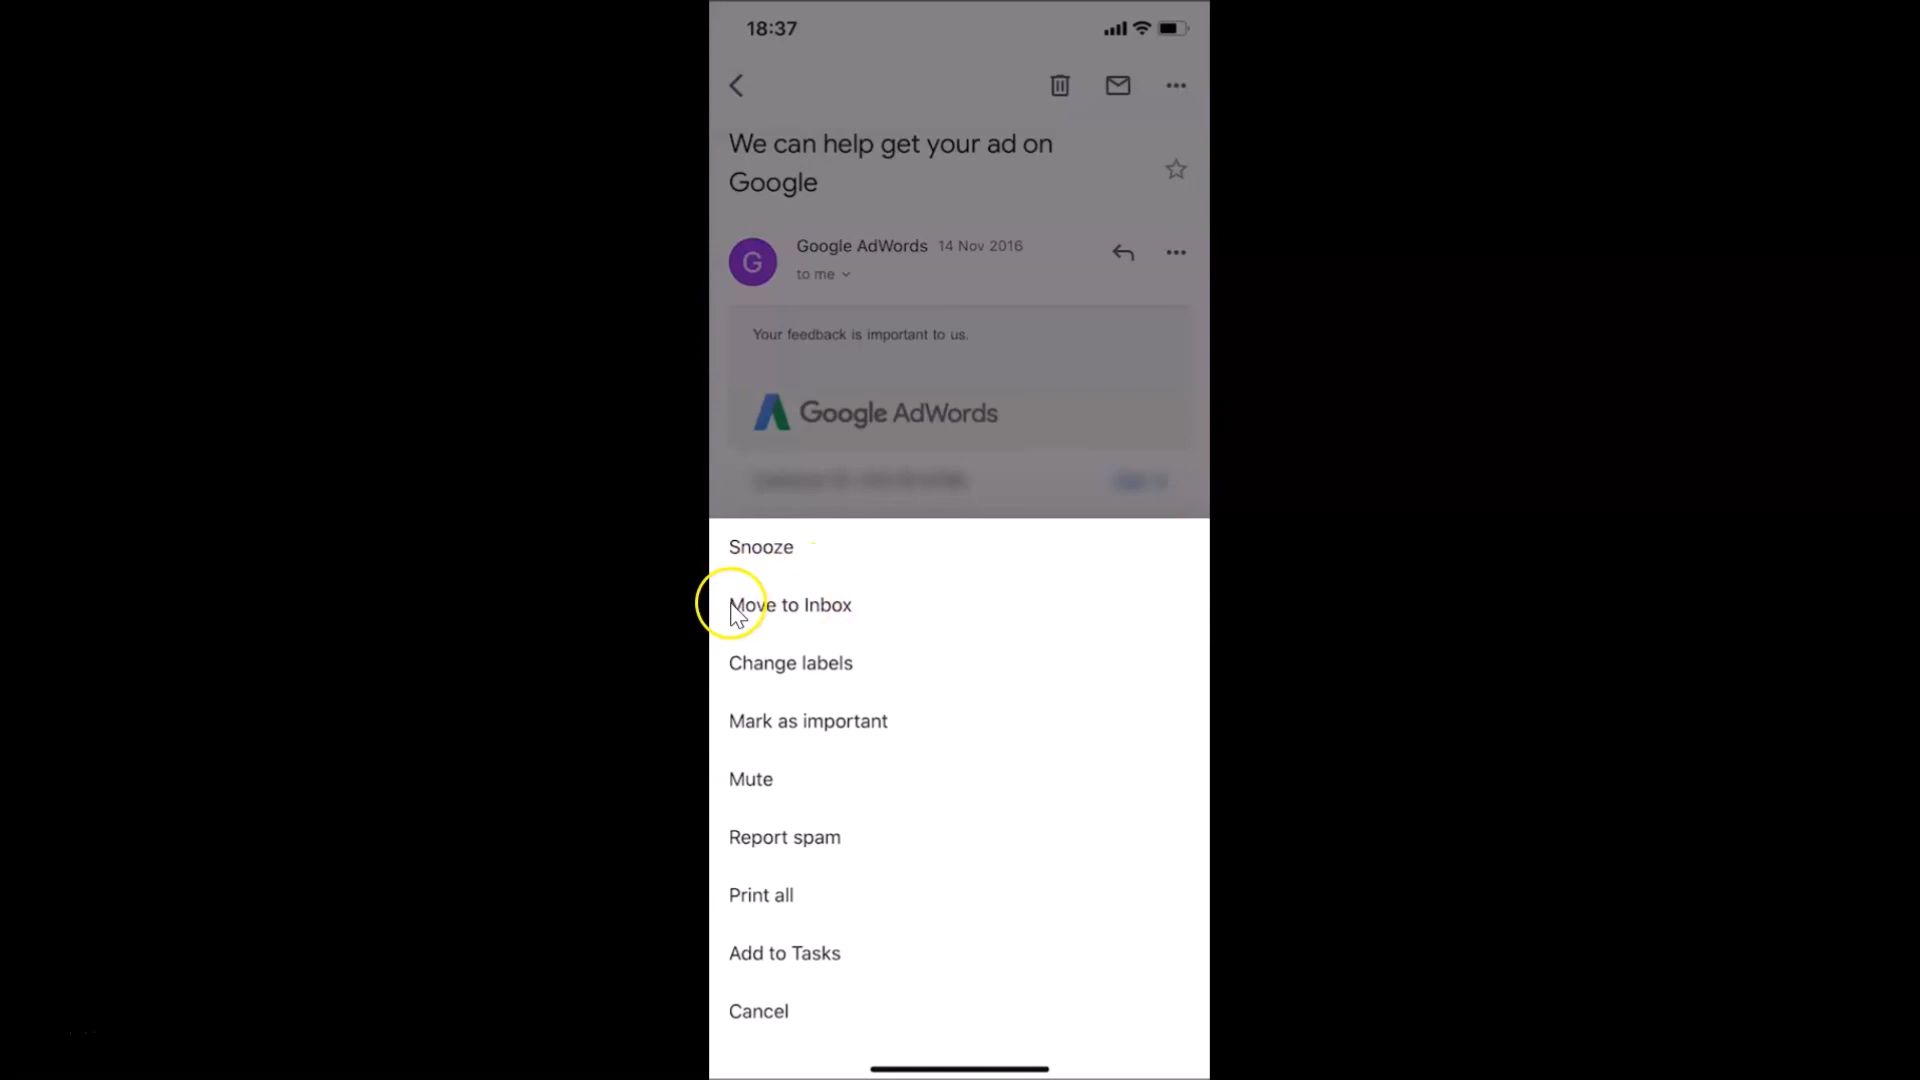 18:37
We can help get your ad on
Google
G
Google AdWords 14 Nov 2016
to me
Your feedback is important to us.
Google AdWords
Snooze
Move to Inbox
Change labels
Mark as important
Mute
Report spam
Print all
Add to Tasks
Cancel